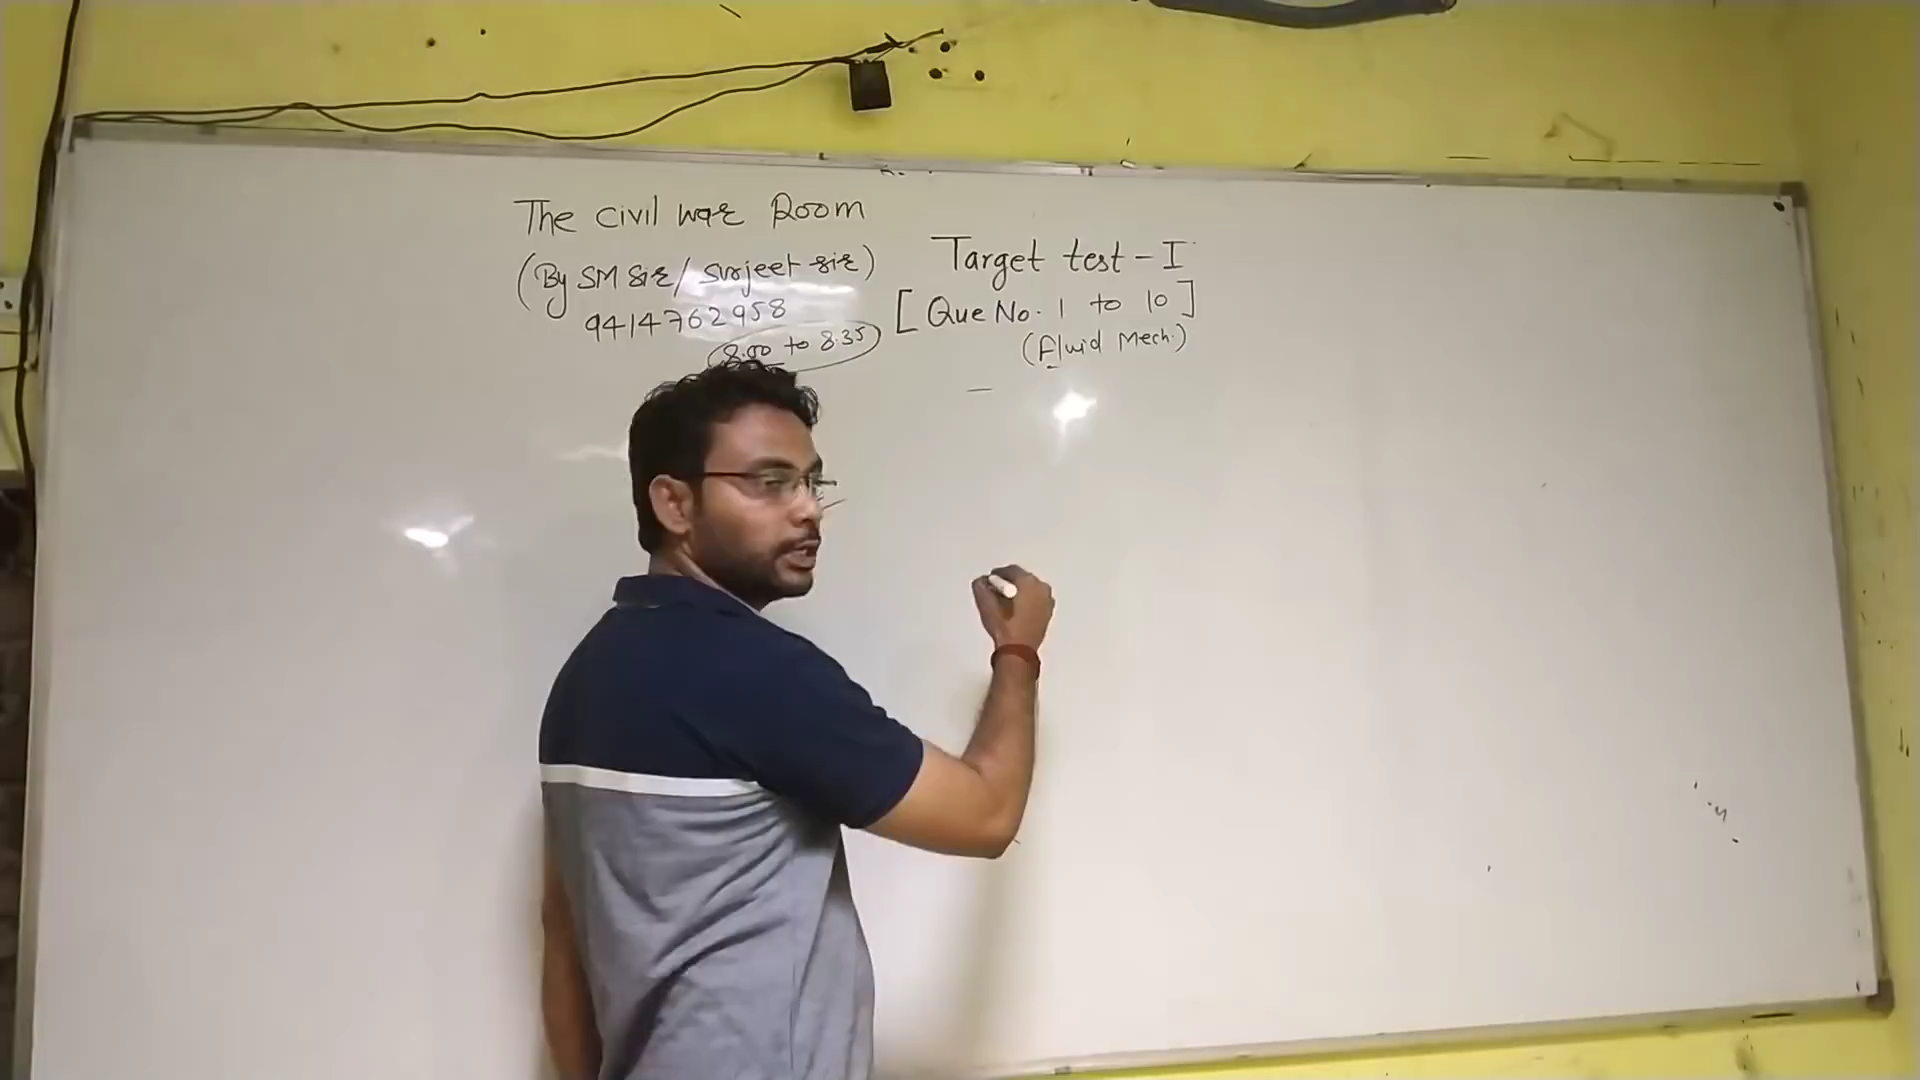 The civil war Room
(By SM Sir/ Surjeet Sir)
9414762958
8.00 to 8.35
Target test - I
[Que No. 1 to 10]
(Fluid Mech.)